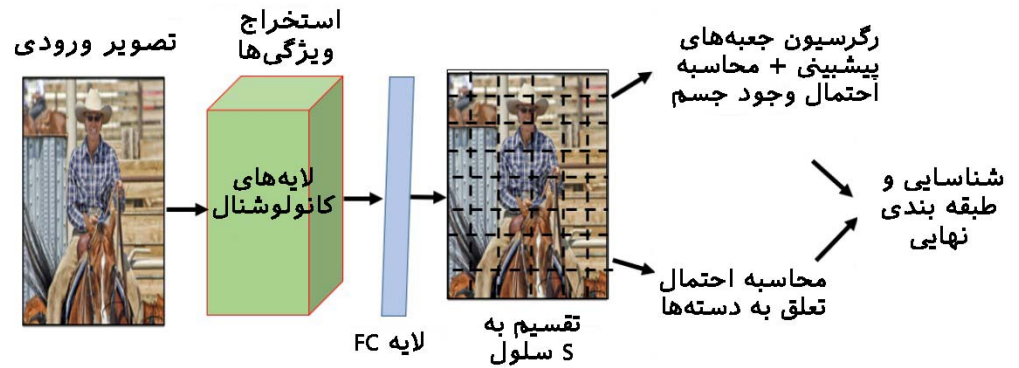 تصویر ورودی
استخراج
ویژگی‌ها
لایه‌های
کانولوشنال
لایه FC
تقسیم به
S سلول
رگرسیون جعبه‌های
پیشبینی + محاسبه
احتمال وجود جسم
محاسبه احتمال
تعلق به دسته‌ها
شناسایی و
طبقه بندی
نهایی